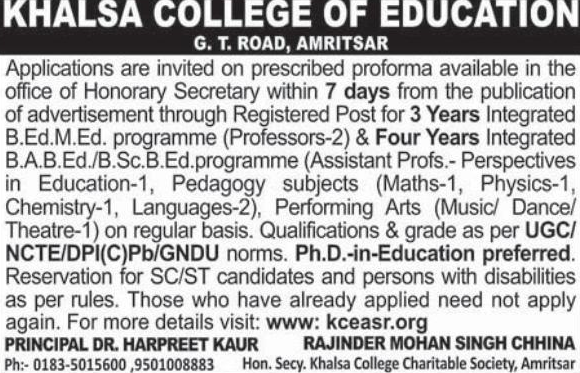 KHALSA COLLEGE OF EDUCATION
G. T. ROAD, AMRITSAR
Applications are invited on prescribed proforma available in the
office of Honorary Secretary within 7 days from the publication
of advertisement through Registered Post for 3 Years Integrated
B.Ed.M.Ed. programme (Professors-2) & Four Years Integrated
B.A.B.Ed./B.Sc.B.Ed.programme (Assistant Profs.- Perspectives
in Education-1, Pedagogy subjects (Maths-1, Physics-1,
Chemistry-1, Languages-2), Performing Arts (Music/ Dance/
Theatre-1) on regular basis. Qualifications & grade as per UGC/
NCTE/DPI(C)Pb/GNDU norms. Ph.D.-in-Education preferred.
Reservation for SC/ST candidates and persons with disabilities
as per rules. Those who have already applied need not apply
again. For more details visit: www: kceasr.org
PRINCIPAL DR. HARPREET KAUR RAJINDER MOHAN SINGH CHHINA
Ph:- 0183-5015600 ,9501008883 Hon. Secy. Khalsa College Charitable Society, Amritsar